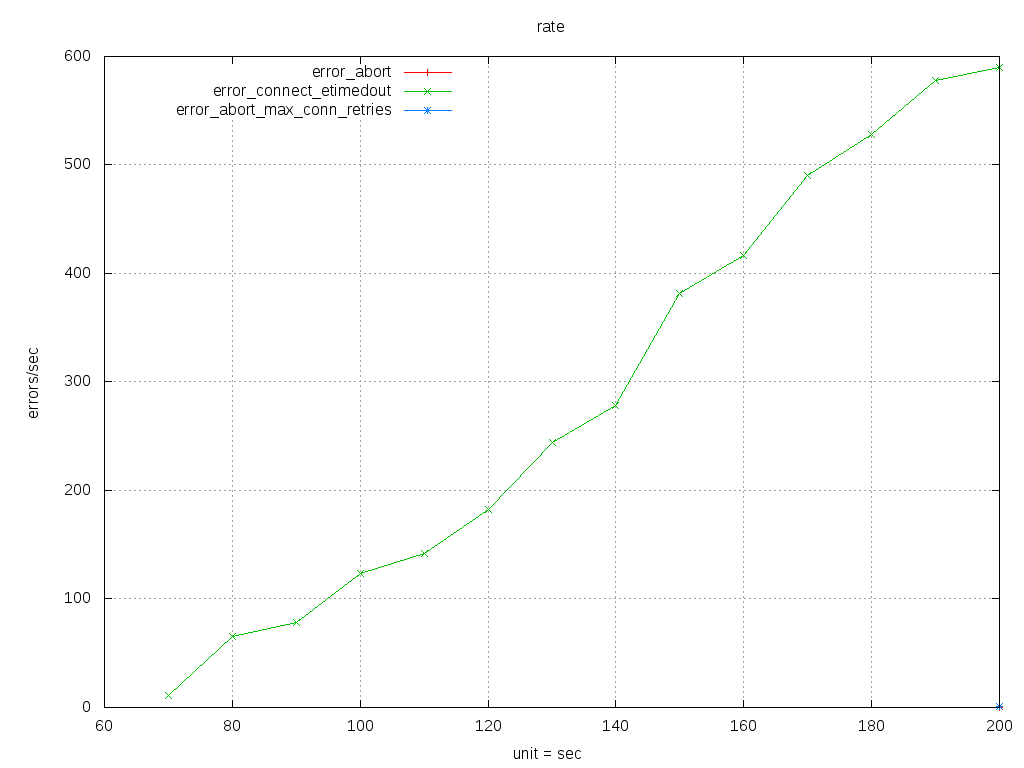 rate
600
500
400
300
200
100
0
error_abort
error_connect_etimedout
error_abort_max_conn_retries
errors/sec
60 80 100 120 140 160 180 200
unit = sec